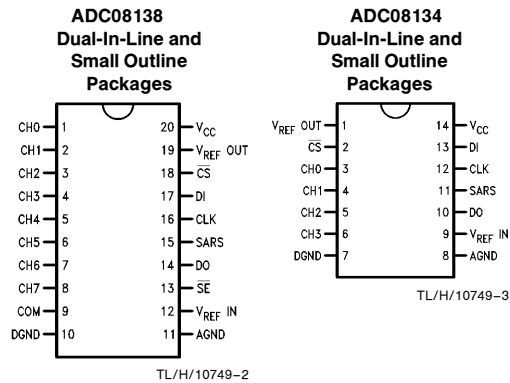 ADC08138
Dual-In-Line and
Small Outline
Packages
CH0 1 20 VCC
CH1 2 19 VREF OUT
CH2 3 18 C̅S̅
CH3 4 17 DI
CH4 5 16 CLK
CH5 6 15 SARS
CH6 7 14 DO
CH7 8 13 S̅E̅
COM 9 12 VREF IN
DGND 10 11 AGND
TL/H/10749–2
ADC08134
Dual-In-Line and
Small Outline
Packages
VREF OUT 1 14 VCC
C̅S̅ 2 13 DI
CH0 3 12 CLK
CH1 4 11 SARS
CH2 5 10 DO
CH3 6 9 VREF IN
DGND 7 8 AGND
TL/H/10749–3